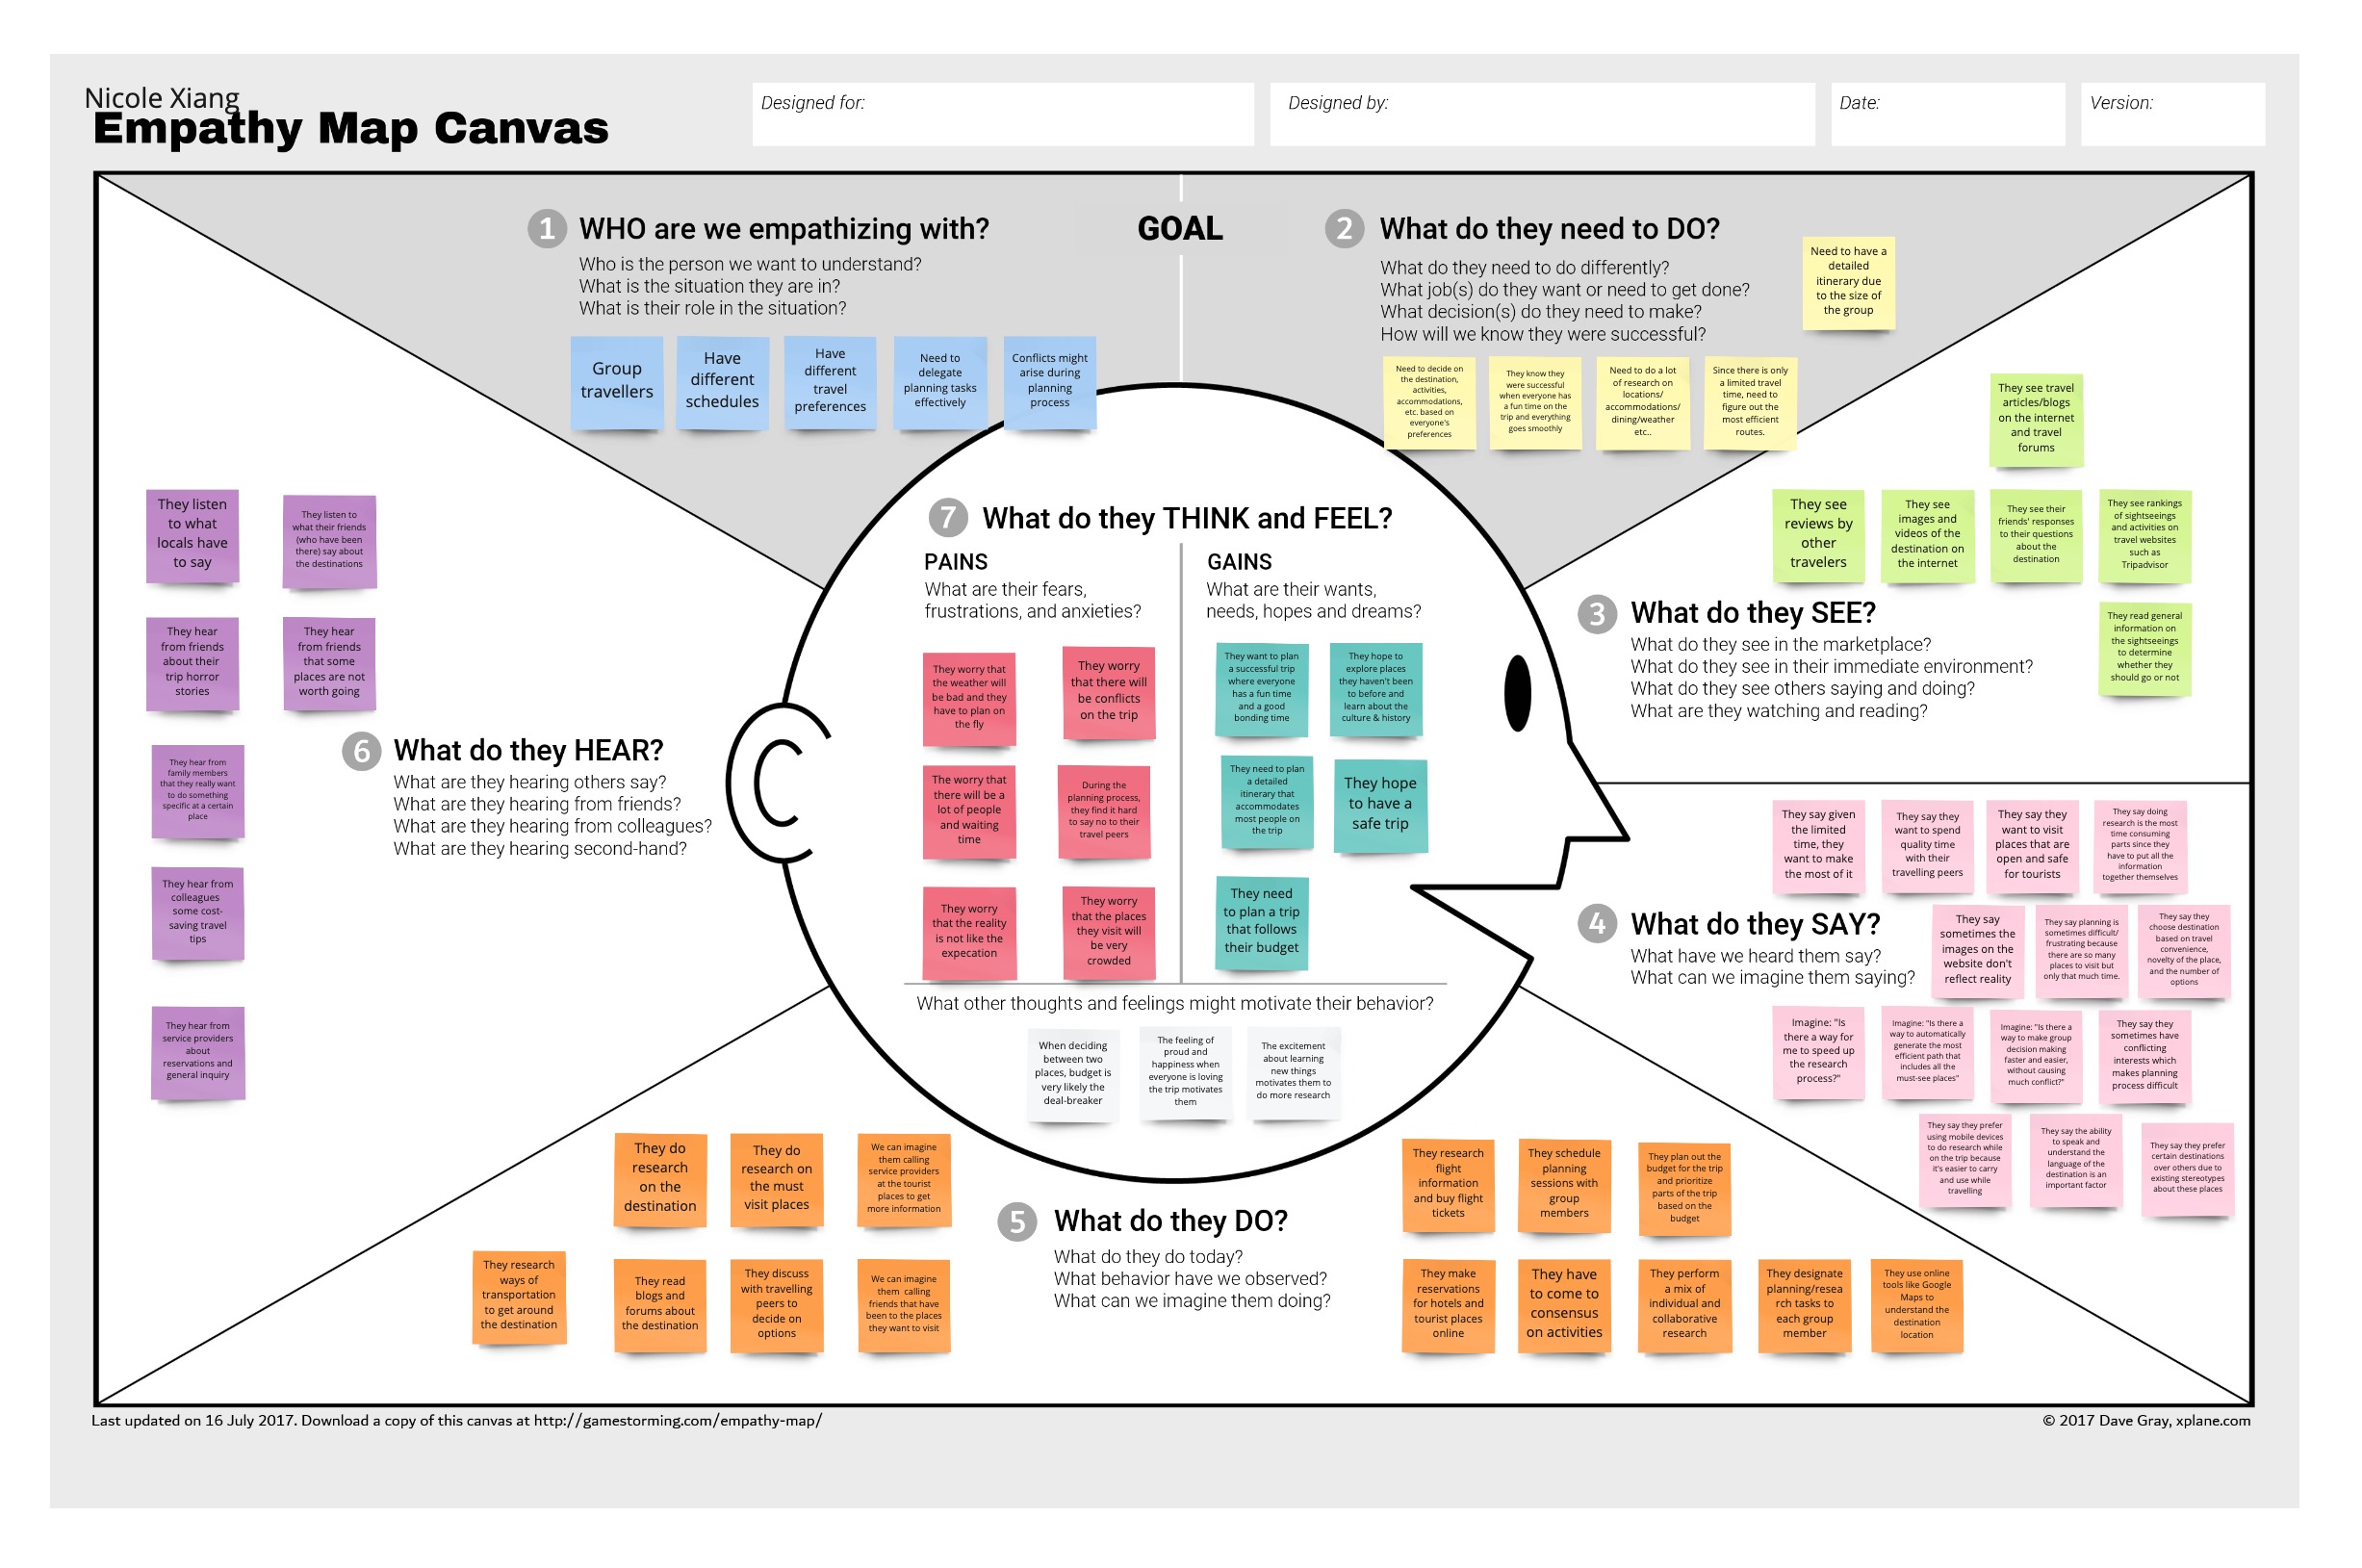 Nicole Xiang
Empathy Map Canvas
Designed for:
Designed by:
Date:
Version:
1
WHO are we empathizing with?
Who is the person we want to understand?
What is the situation they are in?
What is their role in the situation?
Group
travellers
Have
different
schedules
Have
different
travel
preferences
Need to
delegate
planning tasks
effectively
Conflicts might
arise during
planning
process
GOAL
2
What do they need to DO?
What do they need to do differently?
What job(s) do they want or need to get done?
What decision(s) do they need to make?
How will we know they were successful?
Need to have a
detailed
itinerary due
to the size of
the group
Need to decide on
the destination,
activities,
accommodations,
etc. based on
everyone's
preferences
They know they
were successful
when everyone has
a fun time on the
trip and everything
goes smoothly
Need to do a lot
of research on
locations/
accommodations/
dining/weather
etc..
Since there is only
a limited travel
time, need to
figure out the
most efficient
routes.
They see travel
articles/blogs
on the internet
and travel
forums
They see
reviews by
other
travelers
They see
images and
videos of the
destination on
the internet
They see their
friends' responses
to their questions
about the
destination
They see rankings
of sightseeings
and activities on
travel websites
such as
Tripadvisor
They read general
information on
the sightseeings
to determine
whether they
should go or not
3
What do they SEE?
What do they see in the marketplace?
What do they see in their immediate environment?
What do they see others saying and doing?
What are they watching and reading?
They say given
the limited
time, they
want to make
the most of it
They say they
want to spend
quality time
with their
travelling peers
They say they
want to visit
places that are
open and safe
for tourists
They say doing
research is the most
time consuming
parts since they
have to put all the
information
together themselves
4
What do they SAY?
What have we heard them say?
What can we imagine them saying?
They say
sometimes the
images on the
website don't
reflect reality
They say planning is
sometimes difficult/
frustrating because
there are so many
places to visit but
only that much time.
They say they
choose destination
based on travel
convenience,
novelty of the place,
and the number of
options
Imagine: "Is
there a way for
me to speed up
the research
process?"
Imagine: "Is there a
way to automatically
generate the most
efficient path that
includes all the
must-see places"
Imagine: "Is there a
way to make group
decision making
faster and easier,
without causing
much conflict?"
They say they
sometimes have
conflicting
interests which
makes planning
process difficult
They say they prefer
using mobile devices
to do research while
on the trip because
it's easier to carry
and use while
travelling
They say the ability
to speak and
understand the
language of the
destination is an
important factor
They say they prefer
certain destinations
over others due to
existing stereotypes
about these places
5
What do they DO?
What do they do today?
What behavior have we observed?
What can we imagine them doing?
They do
research
on the
destination
They do
research on
the must
visit places
We can imagine
them calling
service providers
at the tourist
places to get
more information
They research
ways of
transportation
to get around
the destination
They read
blogs and
forums about
the destination
They discuss
with travelling
peers to
decide on
options
We can imagine
them calling
friends that have
been to the places
they want to visit
They research
flight
information
and buy flight
tickets
They schedule
planning
sessions with
group
members
They plan out the
budget for the trip
and prioritize
parts of the trip
based on the
budget
They make
reservations
for hotels and
tourist places
online
They have
to come to
consensus
on activities
They perform
a mix of
individual and
collaborative
research
They designate
planning/resea
rch tasks to
each group
member
They use online
tools like Google
Maps to
understand the
destination
location
6
What do they HEAR?
What are they hearing others say?
What are they hearing from friends?
What are they hearing from colleagues?
What are they hearing second-hand?
They listen
to what
locals have
to say
They listen to
what their friends
(who have been
there) say about
the destinations
They hear
from friends
about their
trip horror
stories
They hear
from friends
that some
places are not
worth going
They hear from
family members
that they really want
to do something
specific at a certain
place
They hear from
colleagues
some cost-
saving travel
tips
They hear from
service providers
about
reservations and
general inquiry
7
What do they THINK and FEEL?
PAINS
What are their fears,
frustrations, and anxieties?
They worry that
the weather will
be bad and they
have to plan on
the fly
They worry
that there will
be conflicts
on the trip
The worry that
there will be a
lot of people
and waiting
time
During the
planning process,
they find it hard
to say no to their
travel peers
They worry
that the reality
is not like the
expecation
They worry
that the places
they visit will
be very
crowded
GAINS
What are their wants,
needs, hopes and dreams?
They want to plan
a successful trip
where everyone
has a fun time
and a good
bonding time
They hope to
explore places
they haven't been
to before and
learn about the
culture & history
They need to plan
a detailed
itinerary that
accommodates
most people on
the trip
They hope
to have a
safe trip
They need
to plan a trip
that follows
their budget
What other thoughts and feelings might motivate their behavior?
When deciding
between two
places, budget is
very likely the
deal-breaker
The feeling of
proud and
happiness when
everyone is loving
the trip motivates
them
The excitement
about learning
new things
motivates them to
do more research
Last updated on 16 July 2017. Download a copy of this canvas at http://gamestorming.com/empathy-map/
© 2017 Dave Gray, xplane.com